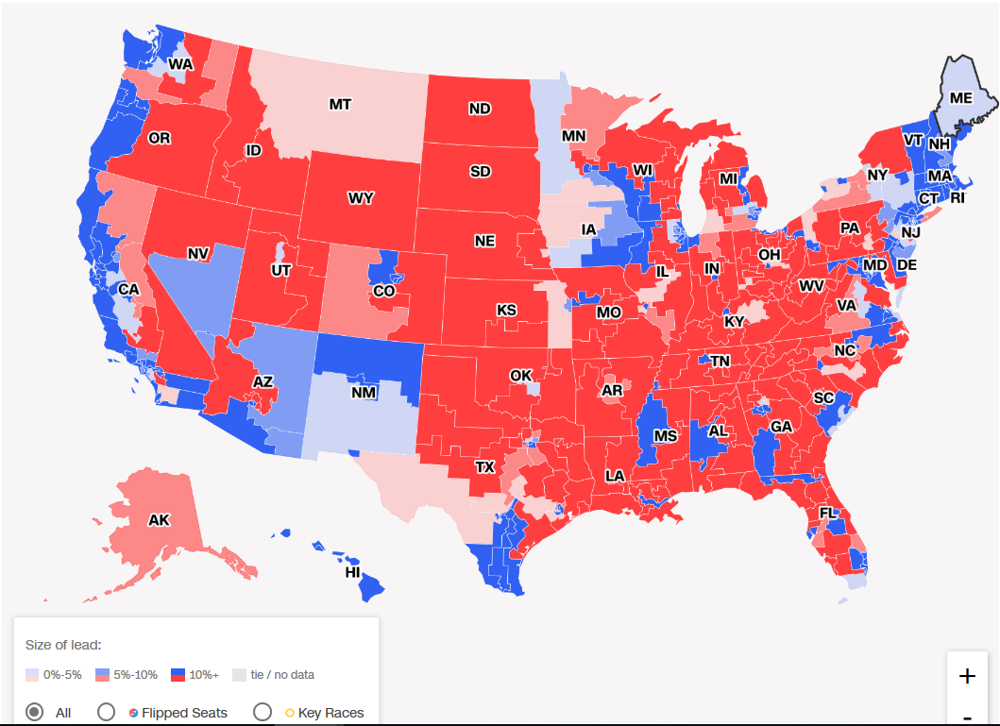 WA
MT
ND
ME
OR
ID
MN
VT
NH
SD
WI
MI
NY
MA
WY
CT
RI
IA
PA
NJ
NV
NE
OH
UT
IL
IN
MD
DE
CA
CO
WV
KS
MO
VA
KY
NC
AZ
NM
OK
TN
AR
SC
MS
AL
GA
TX
LA
AK
FL
HI
Size of lead:
0%-5% 5%-10% 10%+ tie / no data
All Flipped Seats Key Races
+
-